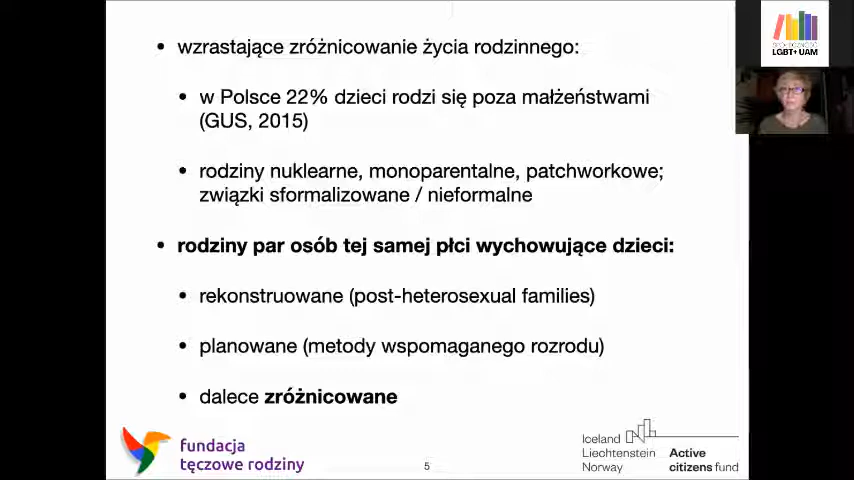 wzrastające zróżnicowanie życia rodzinnego:
w Polsce 22% dzieci rodzi się poza małżeństwami
(GUS, 2015)
rodziny nuklearne, monoparentalne, patchworkowe;
związki sformalizowane / nieformalne
rodziny par osób tej samej płci wychowujące dzieci:
rekonstruowane (post-heterosexual families)
planowane (metody wspomaganego rozrodu)
dalece zróżnicowane
fundacja
tęczowe rodziny
5
Iceland
Liechtenstein
Norway
Active
citizens fund
LGBT+ UAM